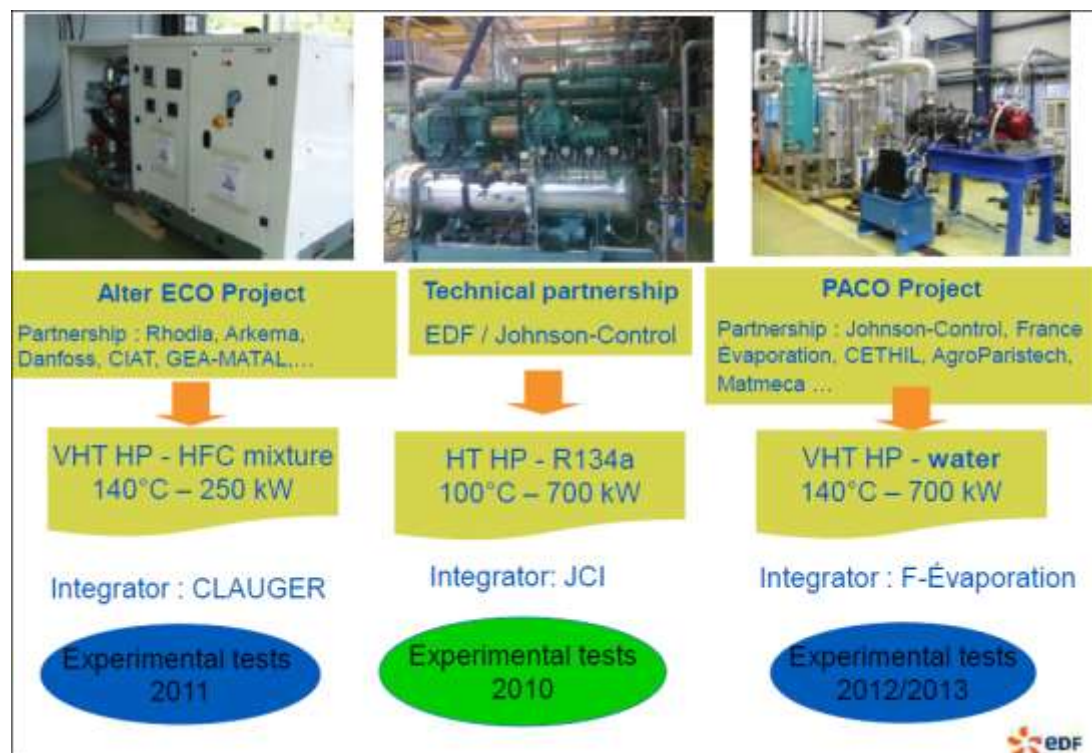 Alter ECO Project
Partnership : Rhodia, Arkema,
Danfoss, CIAT, GEA-MATAL,...
VHT HP - HFC mixture
140°C – 250 kW
Integrator : CLAUGER
Experimental tests
2011
Technical partnership
EDF / Johnson-Control
HT HP - R134a
100°C – 700 kW
Integrator: JCI
Experimental tests
2010
PACO Project
Partnership : Johnson-Control, France
Évaporation, CETHIL, AgroParistech,
Matmeca ...
VHT HP - water
140°C – 700 kW
Integrator : F-Évaporation
Experimental tests
2012/2013
eDF